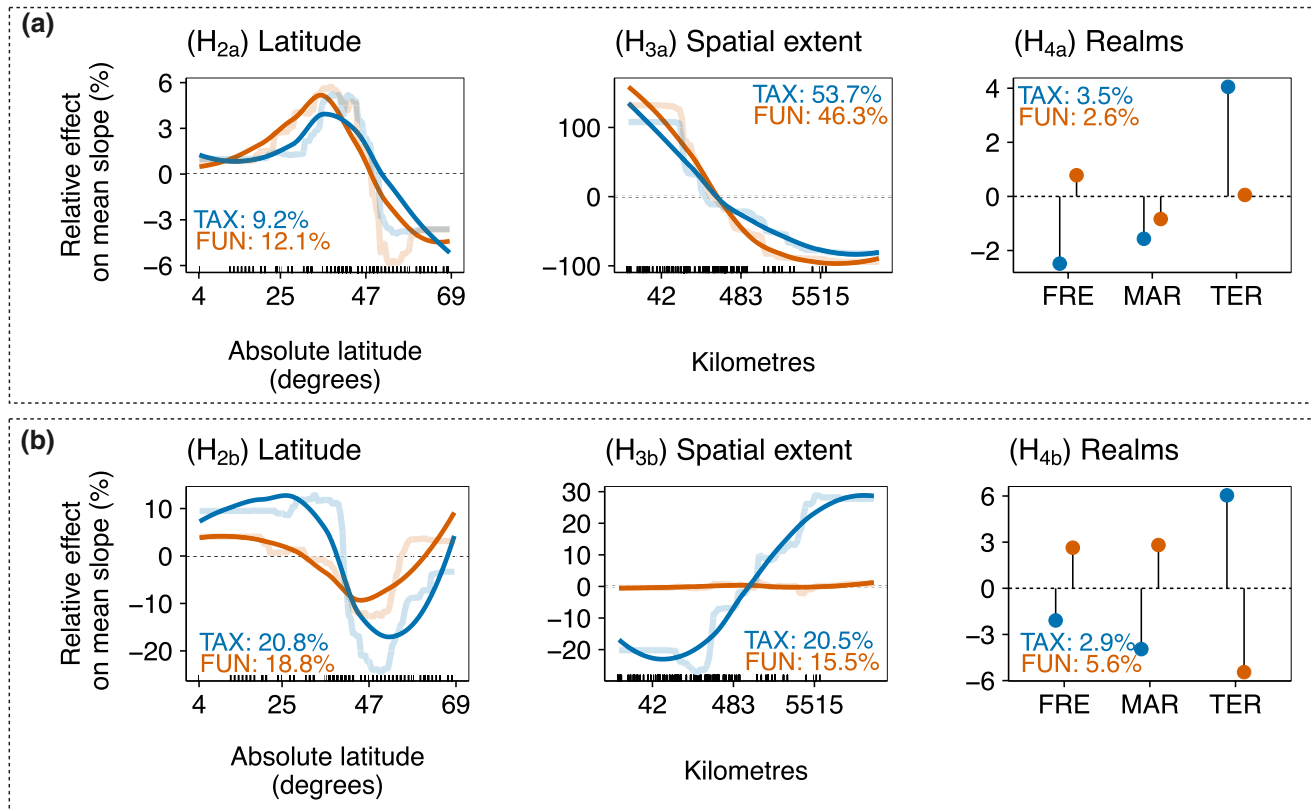 (a)
(H2a) Latitude
(H3a) Spatial extent
(H4a) Realms
Relative effect
on mean slope (%)
6
3
0
−3
−6
TAX: 9.2%
FUN: 12.1%
4 25 47 69
Absolute latitude
(degrees)
100
0
−100
TAX: 53.7%
FUN: 46.3%
42 483 5515
Kilometres
4
2
0
−2
TAX: 3.5%
FUN: 2.6%
FRE MAR TER
(b)
(H2b) Latitude
(H3b) Spatial extent
(H4b) Realms
Relative effect
on mean slope (%)
10
0
−10
−20
TAX: 20.8%
FUN: 18.8%
4 25 47 69
Absolute latitude
(degrees)
30
20
10
0
−10
−20
TAX: 20.5%
FUN: 15.5%
42 483 5515
Kilometres
6
3
0
−3
−6
TAX: 2.9%
FUN: 5.6%
FRE MAR TER